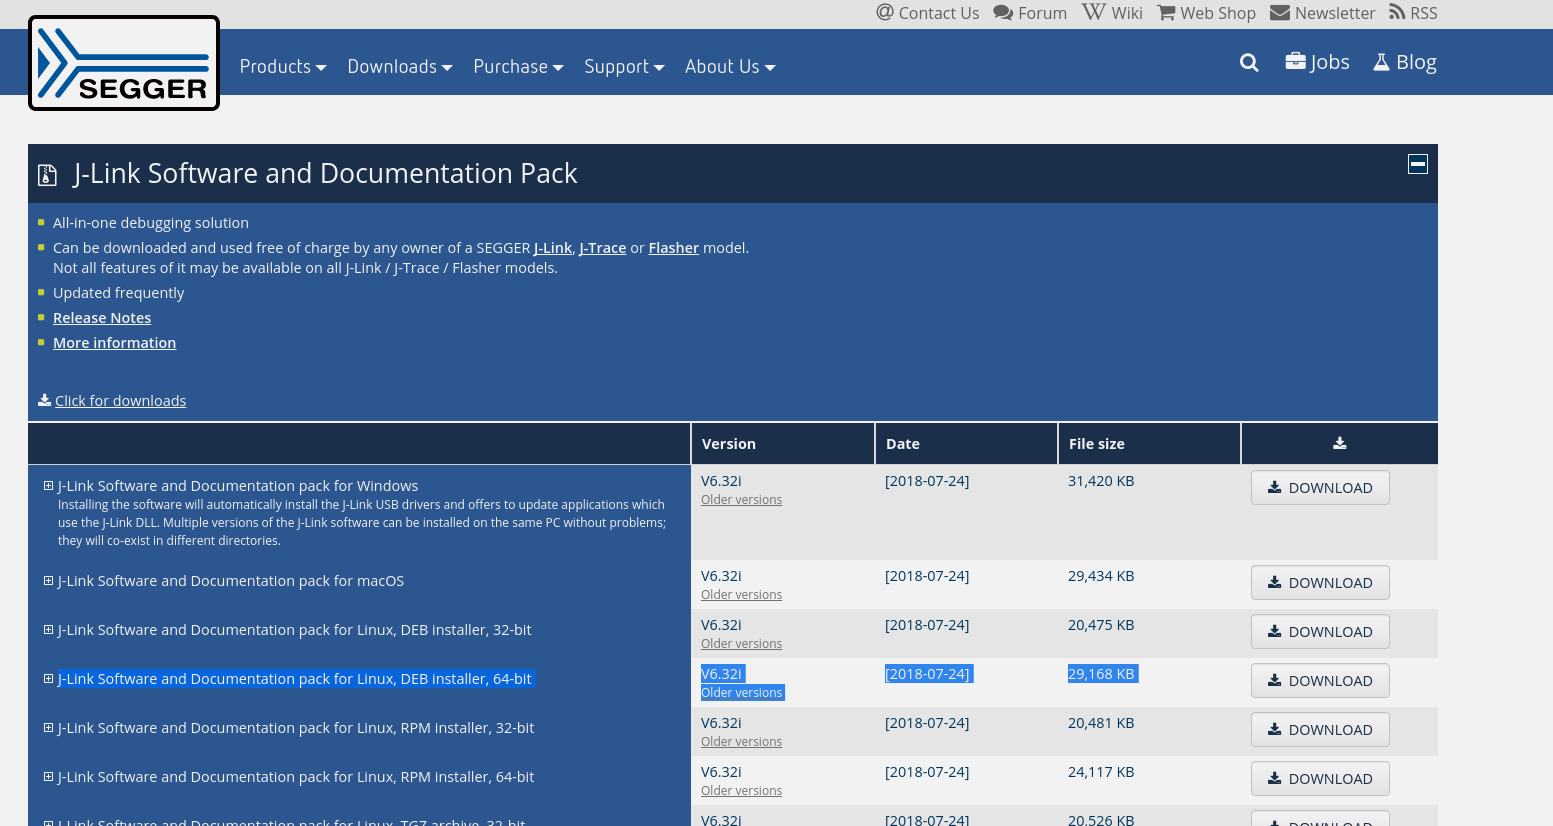 Contact Us Forum Wiki Web Shop Newsletter RSS
SEGGER
Products Downloads Purchase Support About Us Jobs Blog
J-Link Software and Documentation Pack
All-in-one debugging solution
Can be downloaded and used free of charge by any owner of a SEGGER J-Link, J-Trace or Flasher model.
Not all features of it may be available on all J-Link / J-Trace / Flasher models.
Updated frequently
Release Notes
More information
Click for downloads
Version Date File size
J-Link Software and Documentation pack for Windows
Installing the software will automatically install the J-Link USB drivers and offers to update applications which
use the J-Link DLL. Multiple versions of the J-Link software can be installed on the same PC without problems;
they will co-exist in different directories.
V6.32i [2018-07-24] 31,420 KB DOWNLOAD
Older versions
J-Link Software and Documentation pack for macOS V6.32i [2018-07-24] 29,434 KB DOWNLOAD
Older versions
J-Link Software and Documentation pack for Linux, DEB installer, 32-bit V6.32i [2018-07-24] 20,475 KB DOWNLOAD
Older versions
J-Link Software and Documentation pack for Linux, DEB installer, 64-bit V6.32i [2018-07-24] 29,168 KB DOWNLOAD
Older versions
J-Link Software and Documentation pack for Linux, RPM installer, 32-bit V6.32i [2018-07-24] 20,481 KB DOWNLOAD
Older versions
J-Link Software and Documentation pack for Linux, RPM installer, 64-bit V6.32i [2018-07-24] 24,117 KB DOWNLOAD
Older versions
J-Link Software and Documentation pack for Linux, TGZ archive, 32-bit V6.32i [2018-07-24] 20,526 KB DOWNLOAD